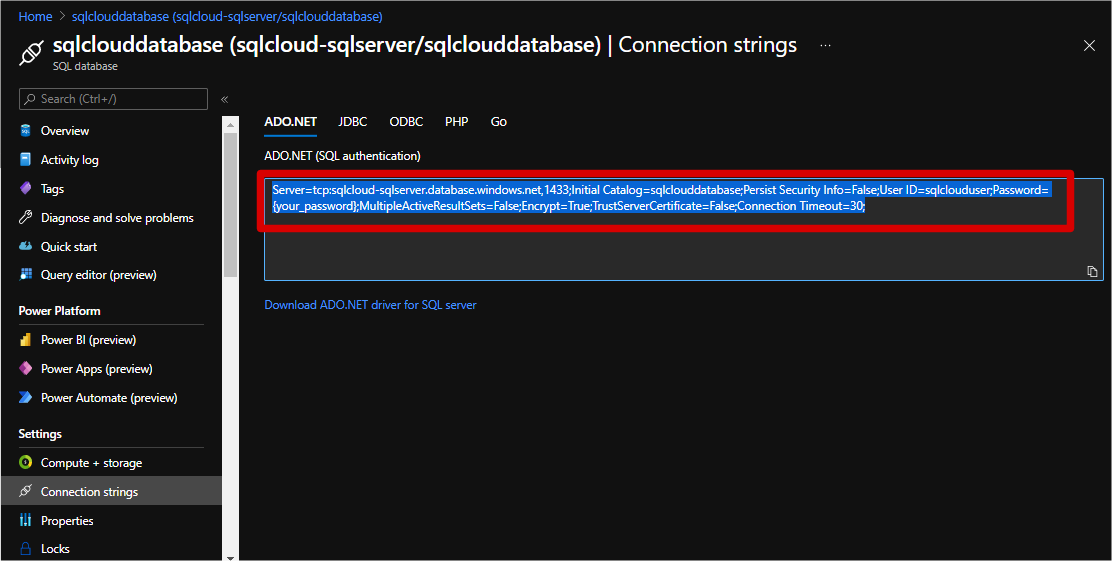 Home > sqlclouddatabase (sqlcloud-sqlserver/sqlclouddatabase)
sqlclouddatabase (sqlcloud-sqlserver/sqlclouddatabase) | Connection strings ...
SQL database
Search (Ctrl+/)
«
Overview
Activity log
Tags
Diagnose and solve problems
Quick start
Query editor (preview)
Power Platform
Power BI (preview)
Power Apps (preview)
Power Automate (preview)
Settings
Compute + storage
Connection strings
Properties
Locks
ADO.NET JDBC ODBC PHP Go
ADO.NET (SQL authentication)
Server=tcp:sqlcloud-sqlserver.database.windows.net,1433;Initial Catalog=sqlclouddatabase;Persist Security Info=False;User ID=sqlclouduser;Password=
{your_password};MultipleActiveResultSets=False;Encrypt=True;TrustServerCertificate=False;Connection Timeout=30;
Download ADO.NET driver for SQL server